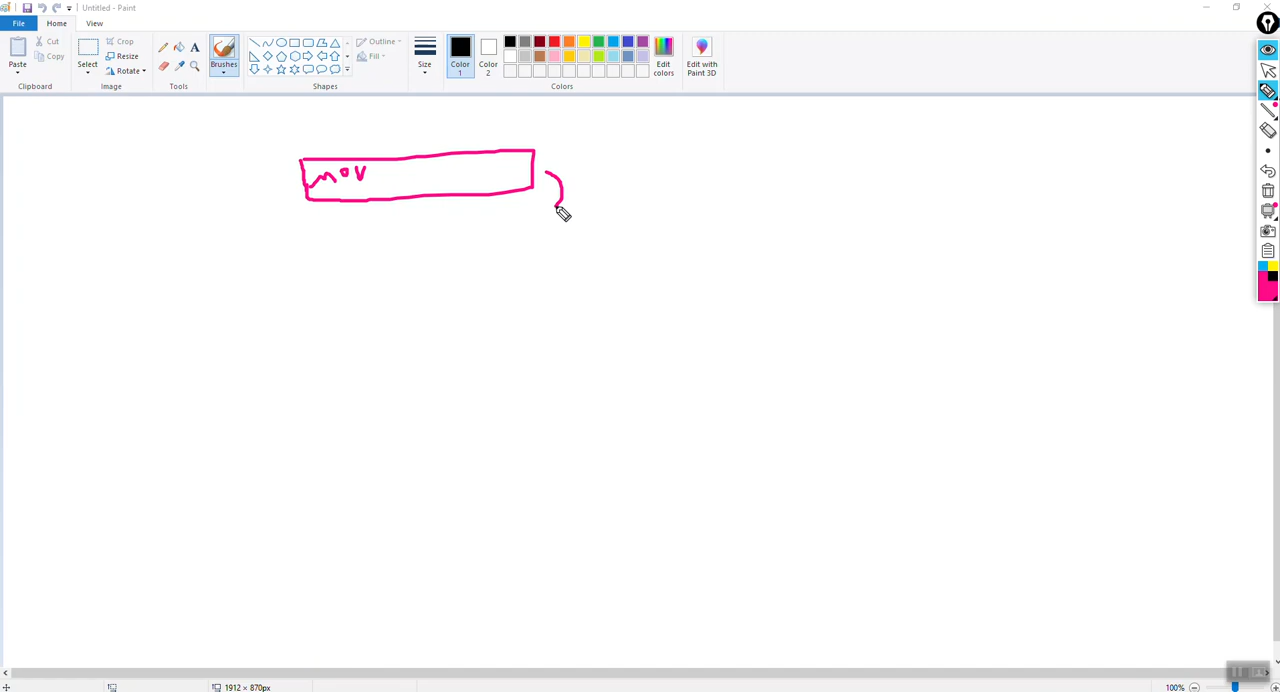 Untitled - Paint
File Home View
Paste
Cut
Copy
Clipboard
Select
Crop
Resize
Rotate
Image
A
Tools
Brushes
Outline
Fill
Shapes
Size
Color 1
Color 2
Edit colors
Colors
Edit with Paint 3D
mov
1912 × 870px
100%